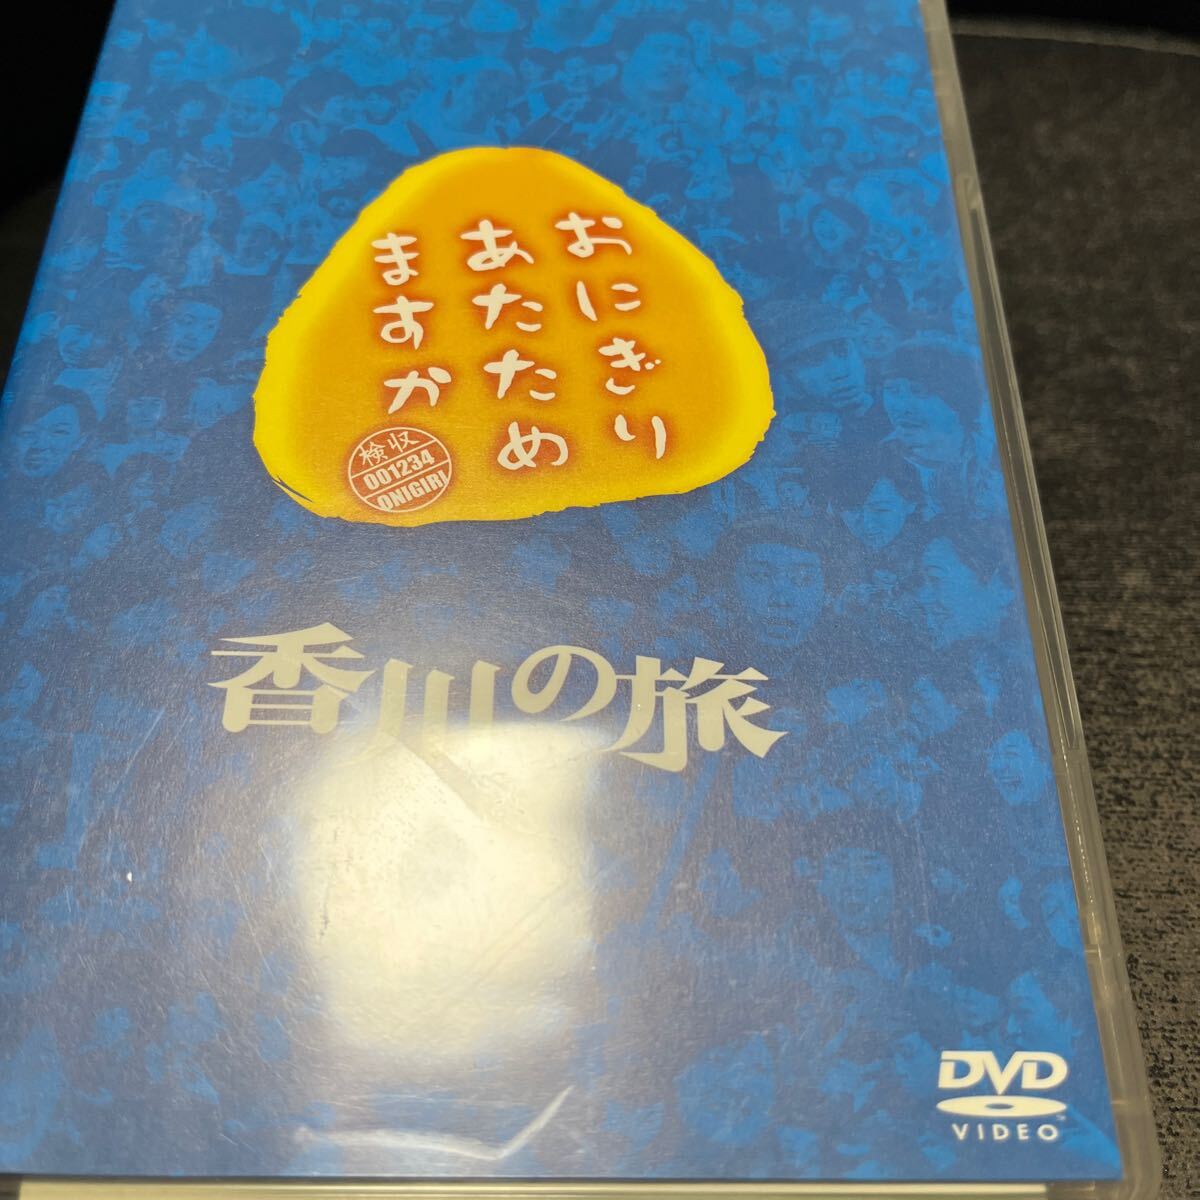 おにぎり
あたため
ますか
検収
001234
ONIGIRI
香川の旅
DVD
VIDEO